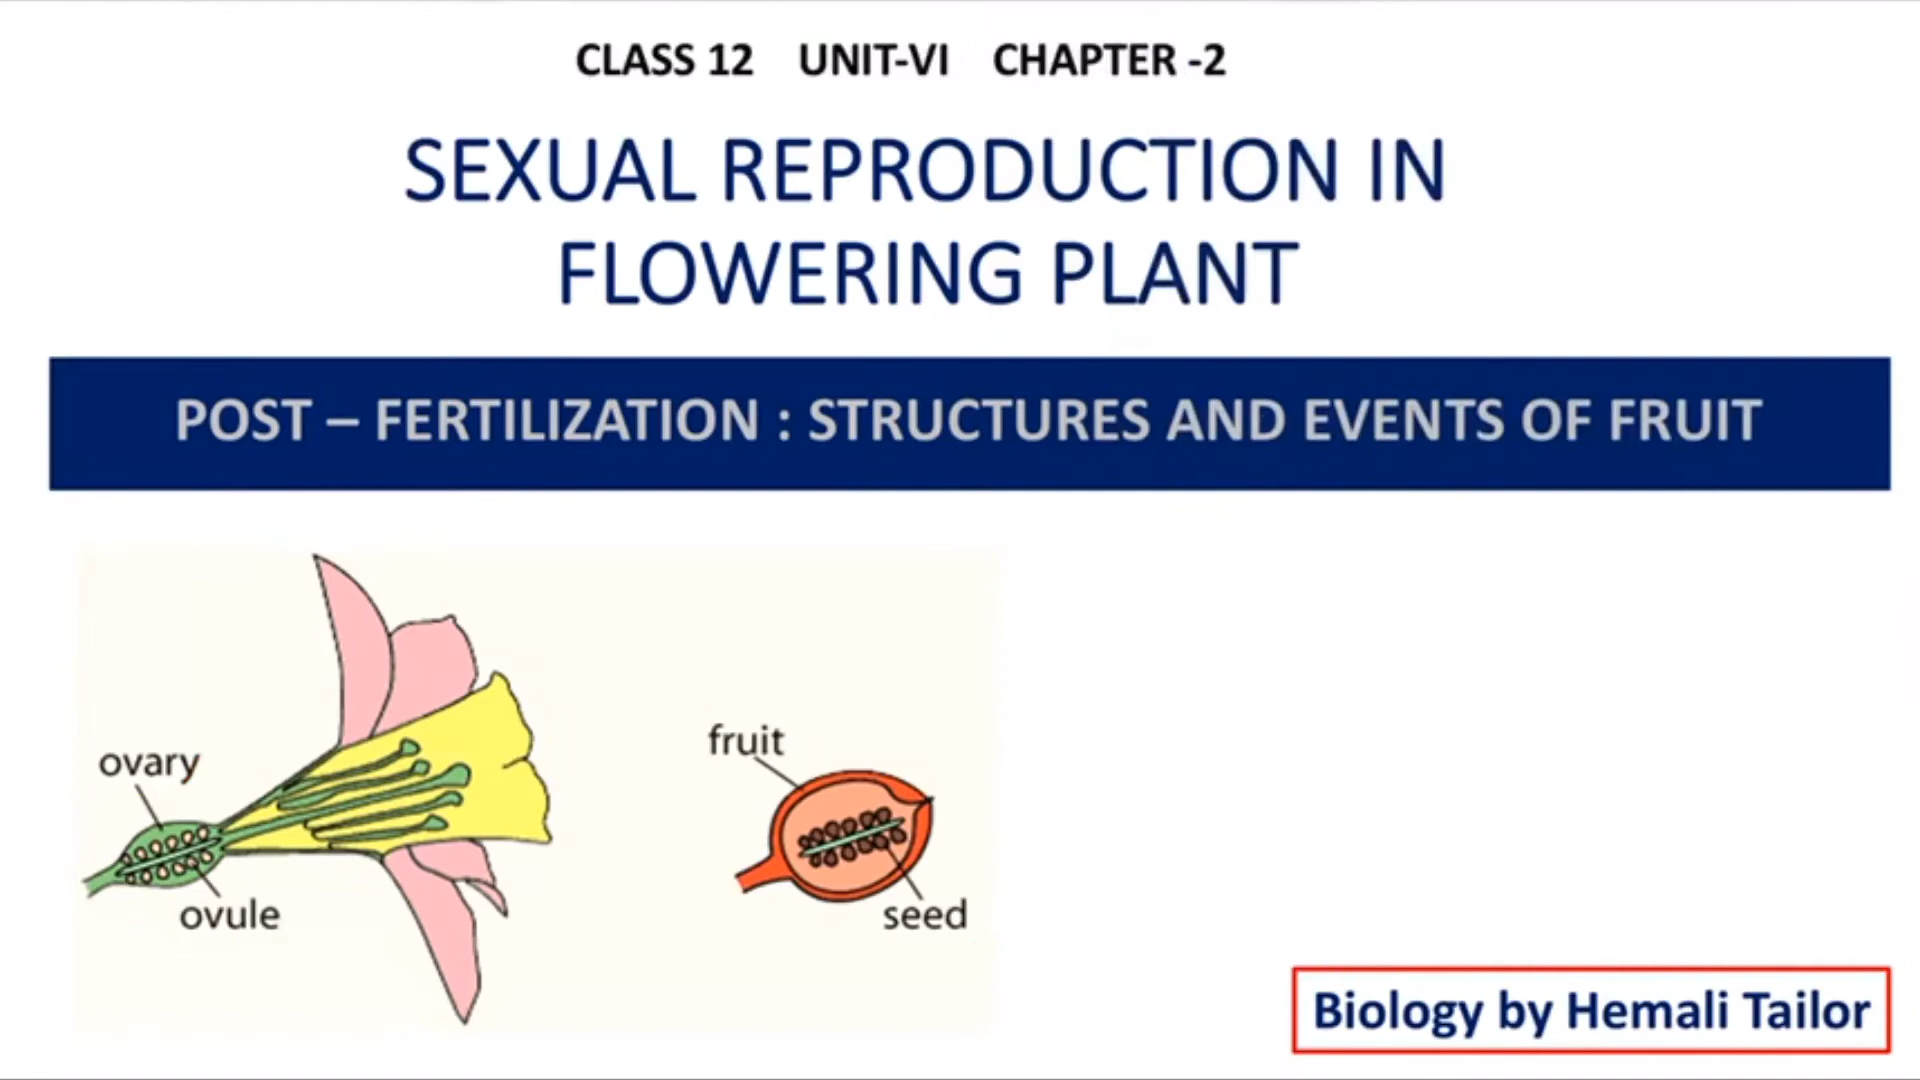 CLASS 12 UNIT-VI CHAPTER -2
SEXUAL REPRODUCTION IN
FLOWERING PLANT
POST – FERTILIZATION : STRUCTURES AND EVENTS OF FRUIT
ovary
ovule
fruit
seed
Biology by Hemali Tailor